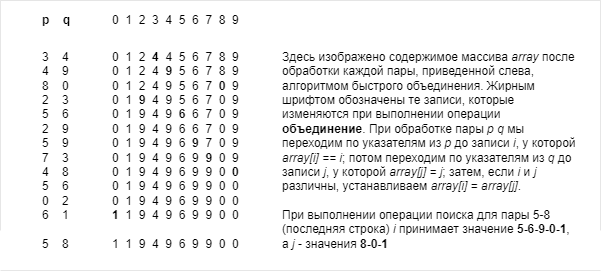 p q 0 1 2 3 4 5 6 7 8 9
3 4 0 1 2 4 4 5 6 7 8 9
4 9 0 1 2 4 9 5 6 7 8 9
8 0 0 1 2 4 9 5 6 7 0 9
2 3 0 1 9 4 9 5 6 7 0 9
5 6 0 1 9 4 9 6 6 7 0 9
2 9 0 1 9 4 9 6 6 7 0 9
5 9 0 1 9 4 9 6 9 7 0 9
7 3 0 1 9 4 9 6 9 9 0 9
4 8 0 1 9 4 9 6 9 9 0 0
5 6 0 1 9 4 9 6 9 9 0 0
0 2 0 1 9 4 9 6 9 9 0 0
6 1 1 1 9 4 9 6 9 9 0 0
5 8 1 1 9 4 9 6 9 9 0 0
Здесь изображено содержимое массива array после
обработки каждой пары, приведенной слева,
алгоритмом быстрого объединения. Жирным
шрифтом обозначены те записи, которые
изменяются при выполнении операции
объединение. При обработке пары p q мы
переходим по указателям из p до записи i, у которой
array[i] == i; потом переходим по указателям из q до
записи j, у которой array[j] = j; затем, если i и j
различны, устанавливаем array[i] = array[j].
При выполнении операции поиска для пары 5-8
(последняя строка) i принимает значение 5-6-9-0-1,
а j - значения 8-0-1